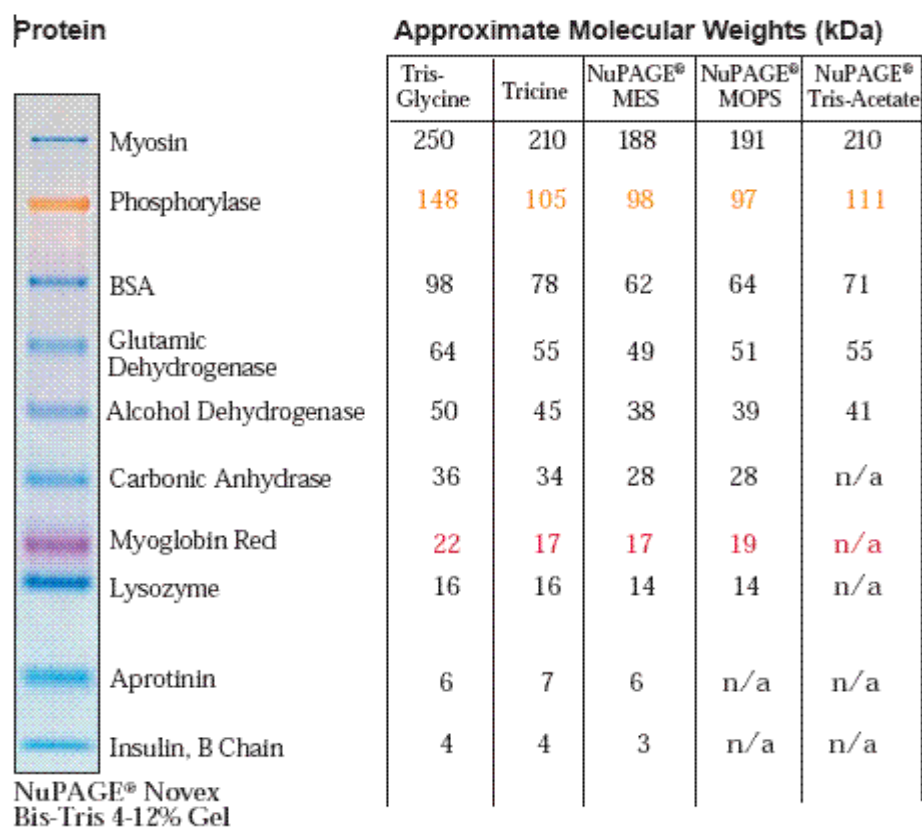 Protein Approximate Molecular Weights (kDa)
Tris-Glycine Tricine NuPAGE® MES NuPAGE® MOPS NuPAGE® Tris-Acetate
Myosin 250 210 188 191 210
Phosphorylase 148 105 98 97 111
BSA 98 78 62 64 71
Glutamic
Dehydrogenase 64 55 49 51 55
Alcohol Dehydrogenase 50 45 38 39 41
Carbonic Anhydrase 36 34 28 28 n/a
Myoglobin Red 22 17 17 19 n/a
Lysozyme 16 16 14 14 n/a
Aprotinin 6 7 6 n/a n/a
Insulin, B Chain 4 4 3 n/a n/a
NuPAGE® Novex
Bis-Tris 4-12% Gel